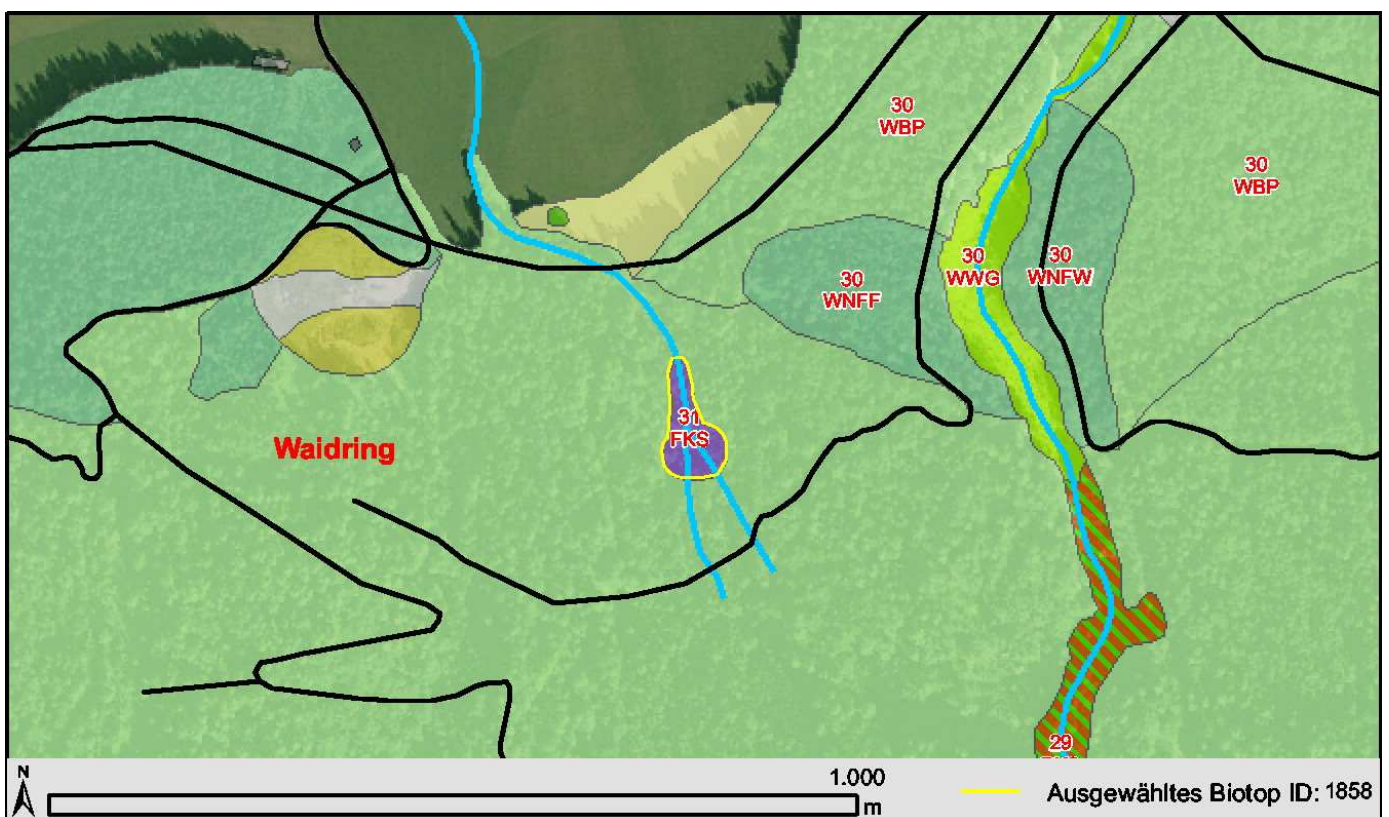 30
WBP
30
WBP
30
WNFF
30
WWG
30
WNFW
31
FKS
Waidring
29
N
1.000
m
Ausgewähltes Biotop ID: 1858